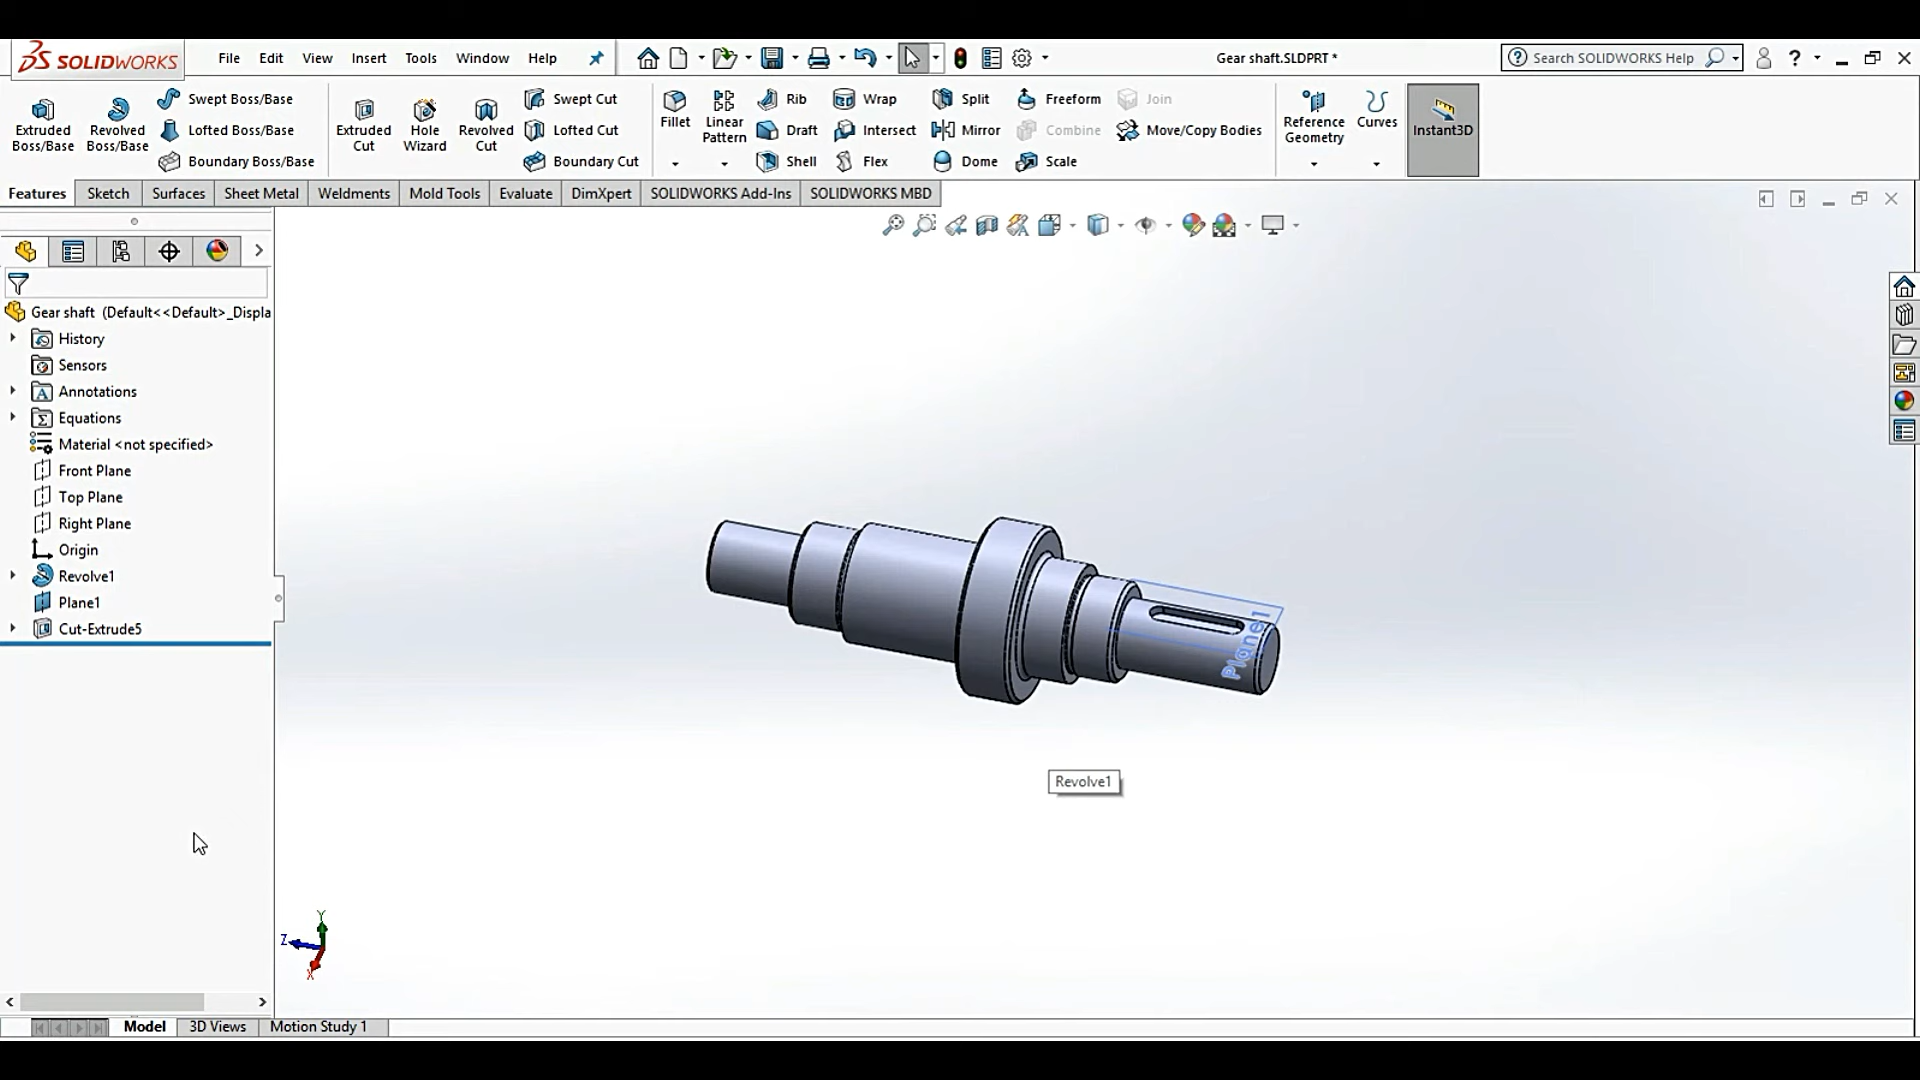 SOLIDWORKS File Edit View Insert Tools Window Help Gear shaft.SLDPRT * Search SOLIDWORKS Help ?
Extruded Boss/Base
Revolved Boss/Base
Swept Boss/Base
Lofted Boss/Base
Boundary Boss/Base
Extruded Cut
Hole Wizard
Revolved Cut
Swept Cut
Lofted Cut
Boundary Cut
Fillet
Linear Pattern
Rib
Draft
Shell
Wrap
Intersect
Flex
Split
Mirror
Dome
Freeform
Combine
Scale
Join
Move/Copy Bodies
Reference Geometry
Curves
Instant3D
Features Sketch Surfaces Sheet Metal Weldments Mold Tools Evaluate DimXpert SOLIDWORKS Add-Ins SOLIDWORKS MBD
Gear shaft (Default<<Default>_Displa
History
Sensors
Annotations
Equations
Material <not specified>
Front Plane
Top Plane
Right Plane
Origin
Revolve1
Plane1
Cut-Extrude5
Plane1
Revolve1
Y
Z
X
Model 3D Views Motion Study 1